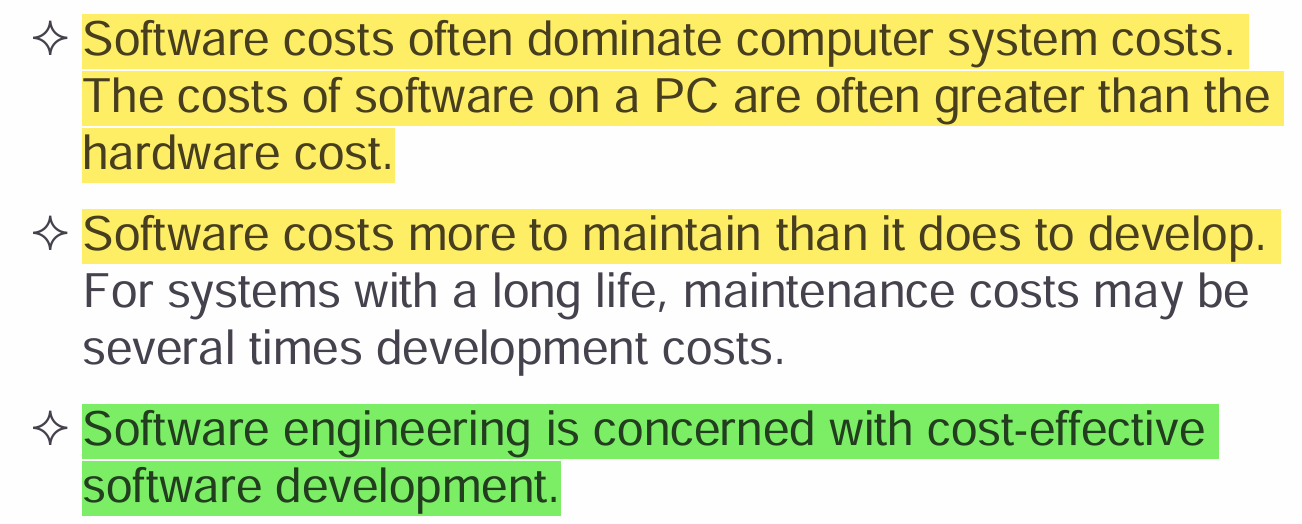 ✧ Software costs often dominate computer system costs.
The costs of software on a PC are often greater than the
hardware cost.
✧ Software costs more to maintain than it does to develop.
For systems with a long life, maintenance costs may be
several times development costs.
✧ Software engineering is concerned with cost-effective
software development.